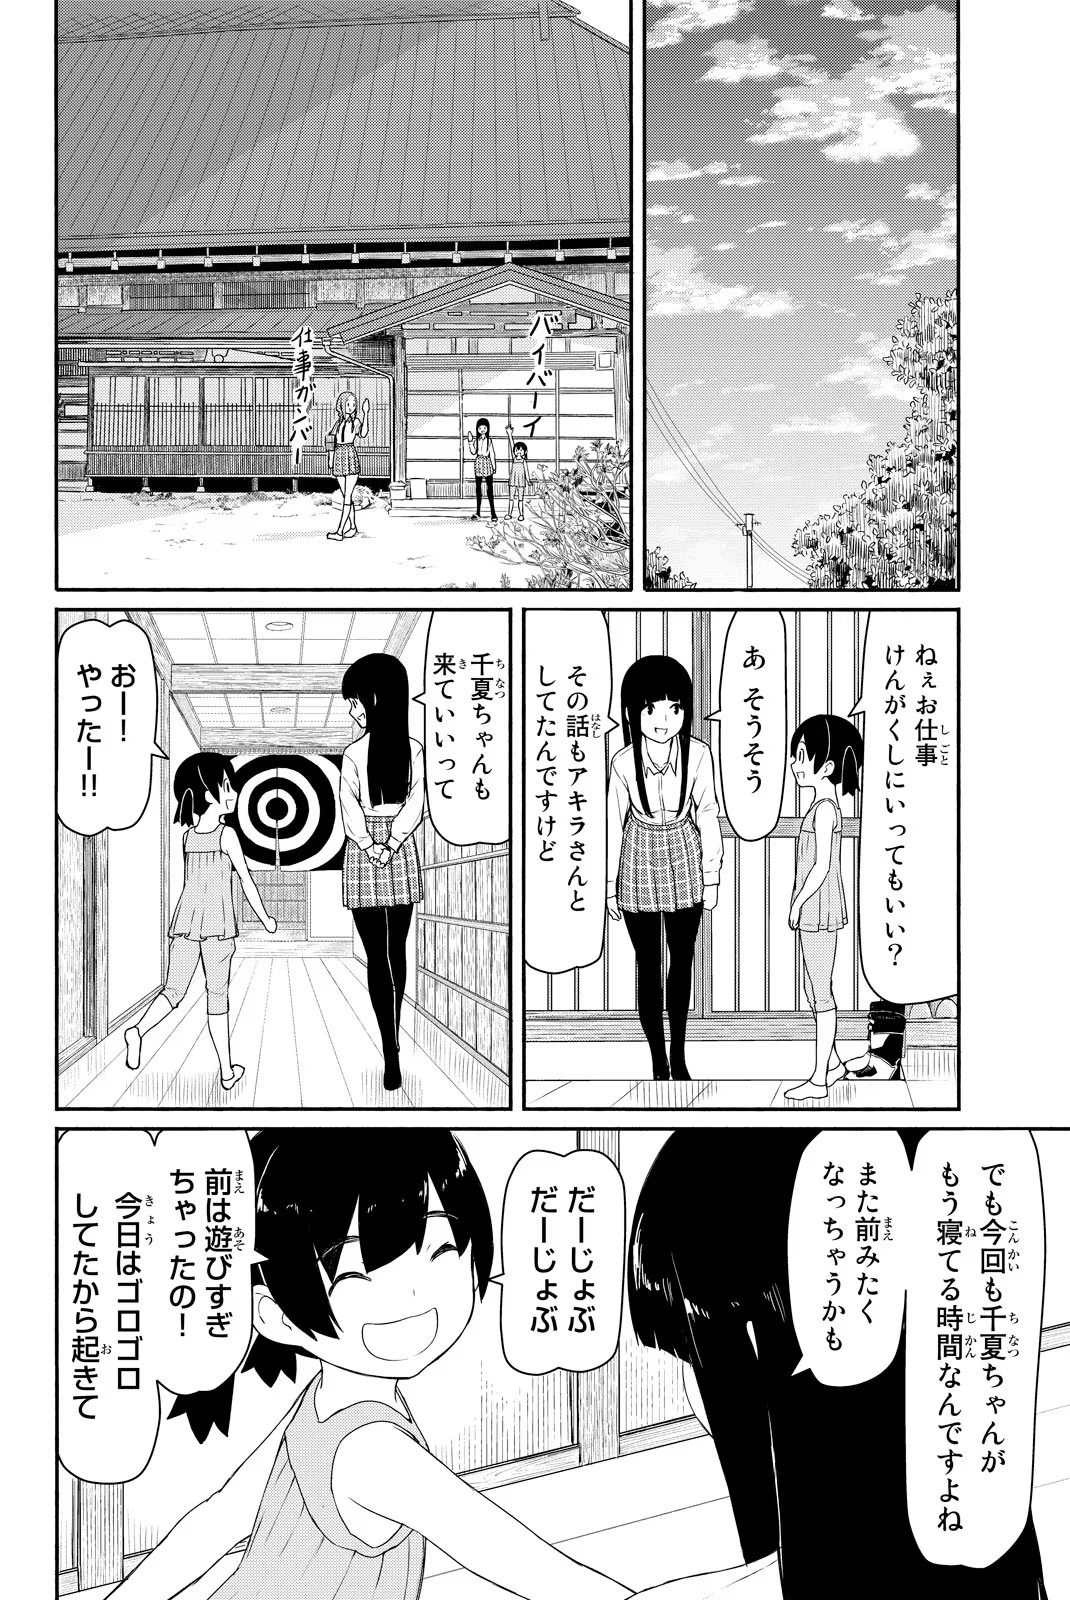 バイバーイ
仕事ガンバー
ねぇお仕事
けんがくしにいってもいい？
あ そうそう
その話もアキラさんと
してたんですけど
千夏ちゃんも
来ていいって
おー！
やったー!!
でも今回も千夏ちゃんが
もう寝てる時間なんですよね
また前みたく
なっちゃうかも
だーじょぶ
だーじょぶ
前は遊びすぎ
ちゃったの！
今日はゴロゴロ
してたから起きて